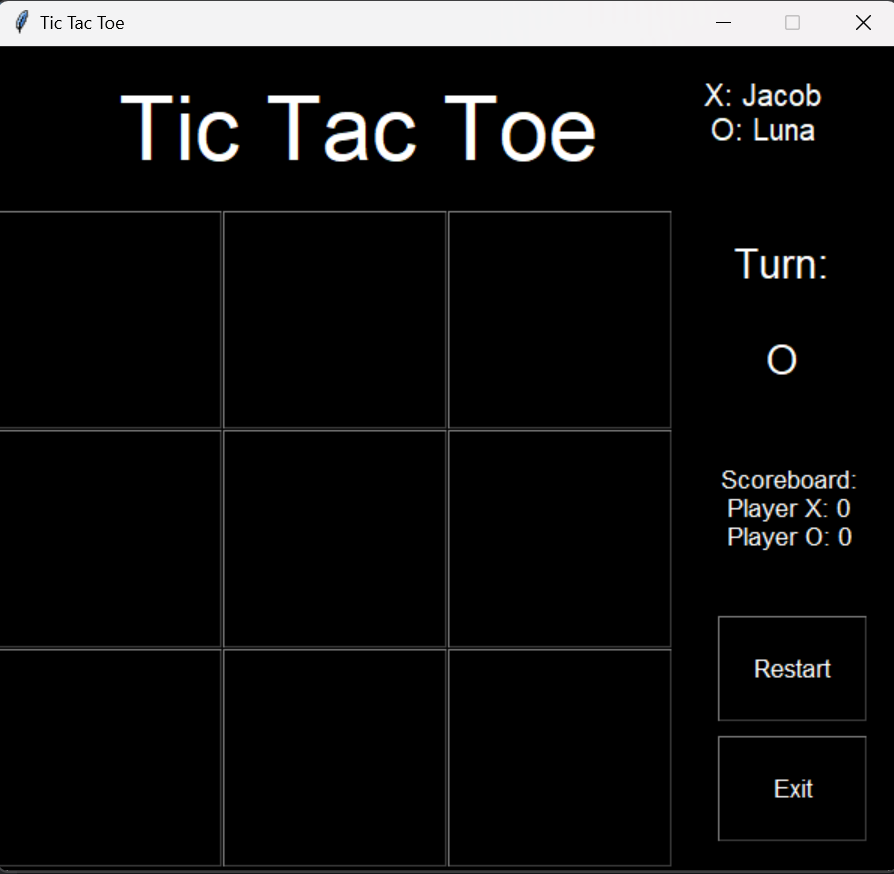 Tic Tac Toe
Tic Tac Toe
X: Jacob
O: Luna
Turn:
O
Scoreboard:
Player X: 0
Player O: 0
Restart
Exit